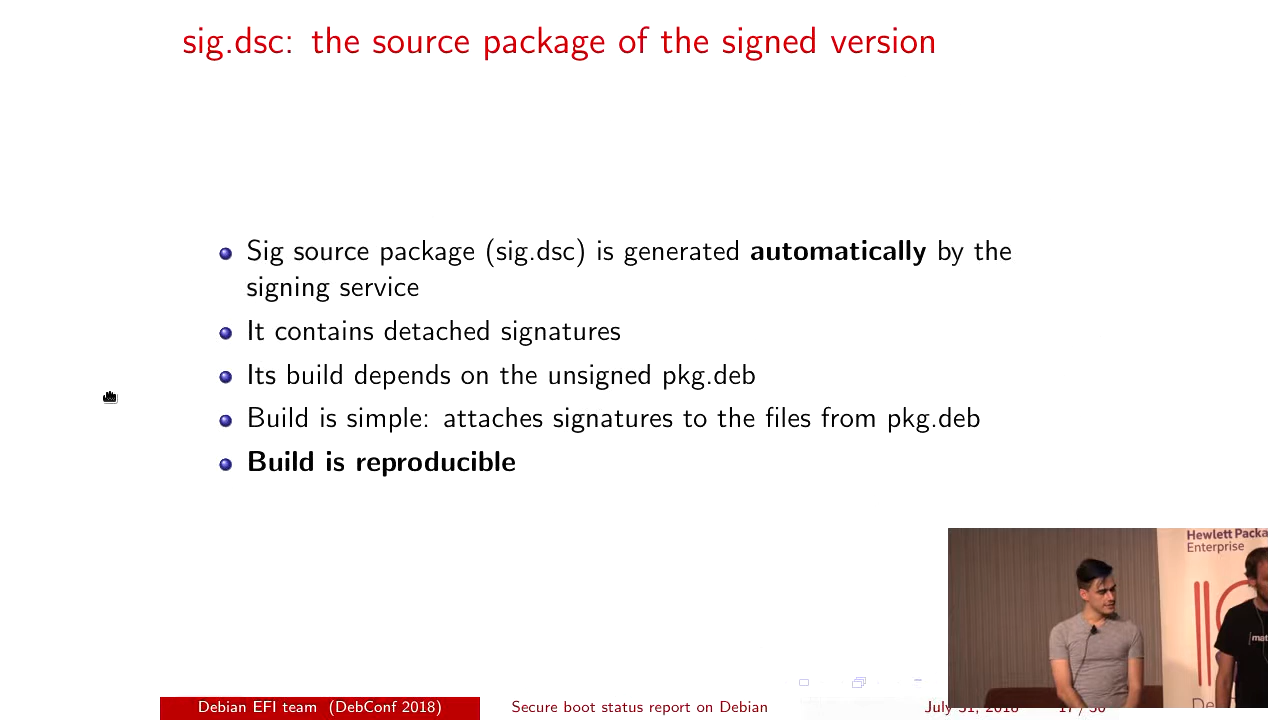 sig.dsc: the source package of the signed version
Sig source package (sig.dsc) is generated automatically by the
signing service
It contains detached signatures
Its build depends on the unsigned pkg.deb
Build is simple: attaches signatures to the files from pkg.deb
Build is reproducible
Hewlett Packa
Enterprise
mat
De
Debian EFI team (DebConf 2018)
Secure boot status report on Debian
July 31, 2018